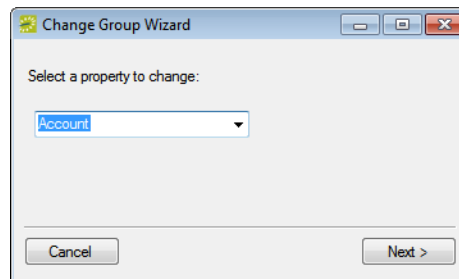 Change Group Wizard
Select a property to change:
Account
Cancel
Next >